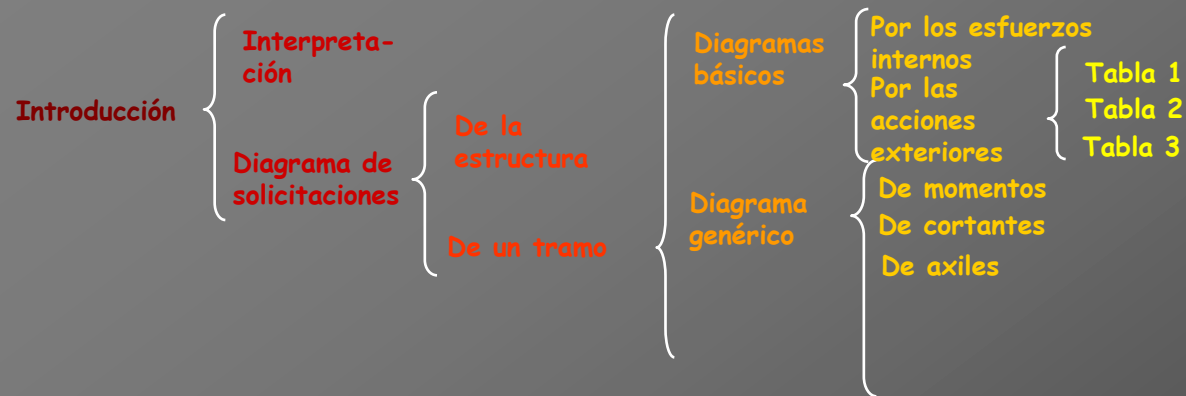 Introducción
Interpreta-
ción
Diagrama de
solicitaciones
De la
estructura
De un tramo
Diagramas
básicos
Por los esfuerzos
internos
Por las
acciones
exteriores
Tabla 1
Tabla 2
Tabla 3
Diagrama
genérico
De momentos
De cortantes
De axiles